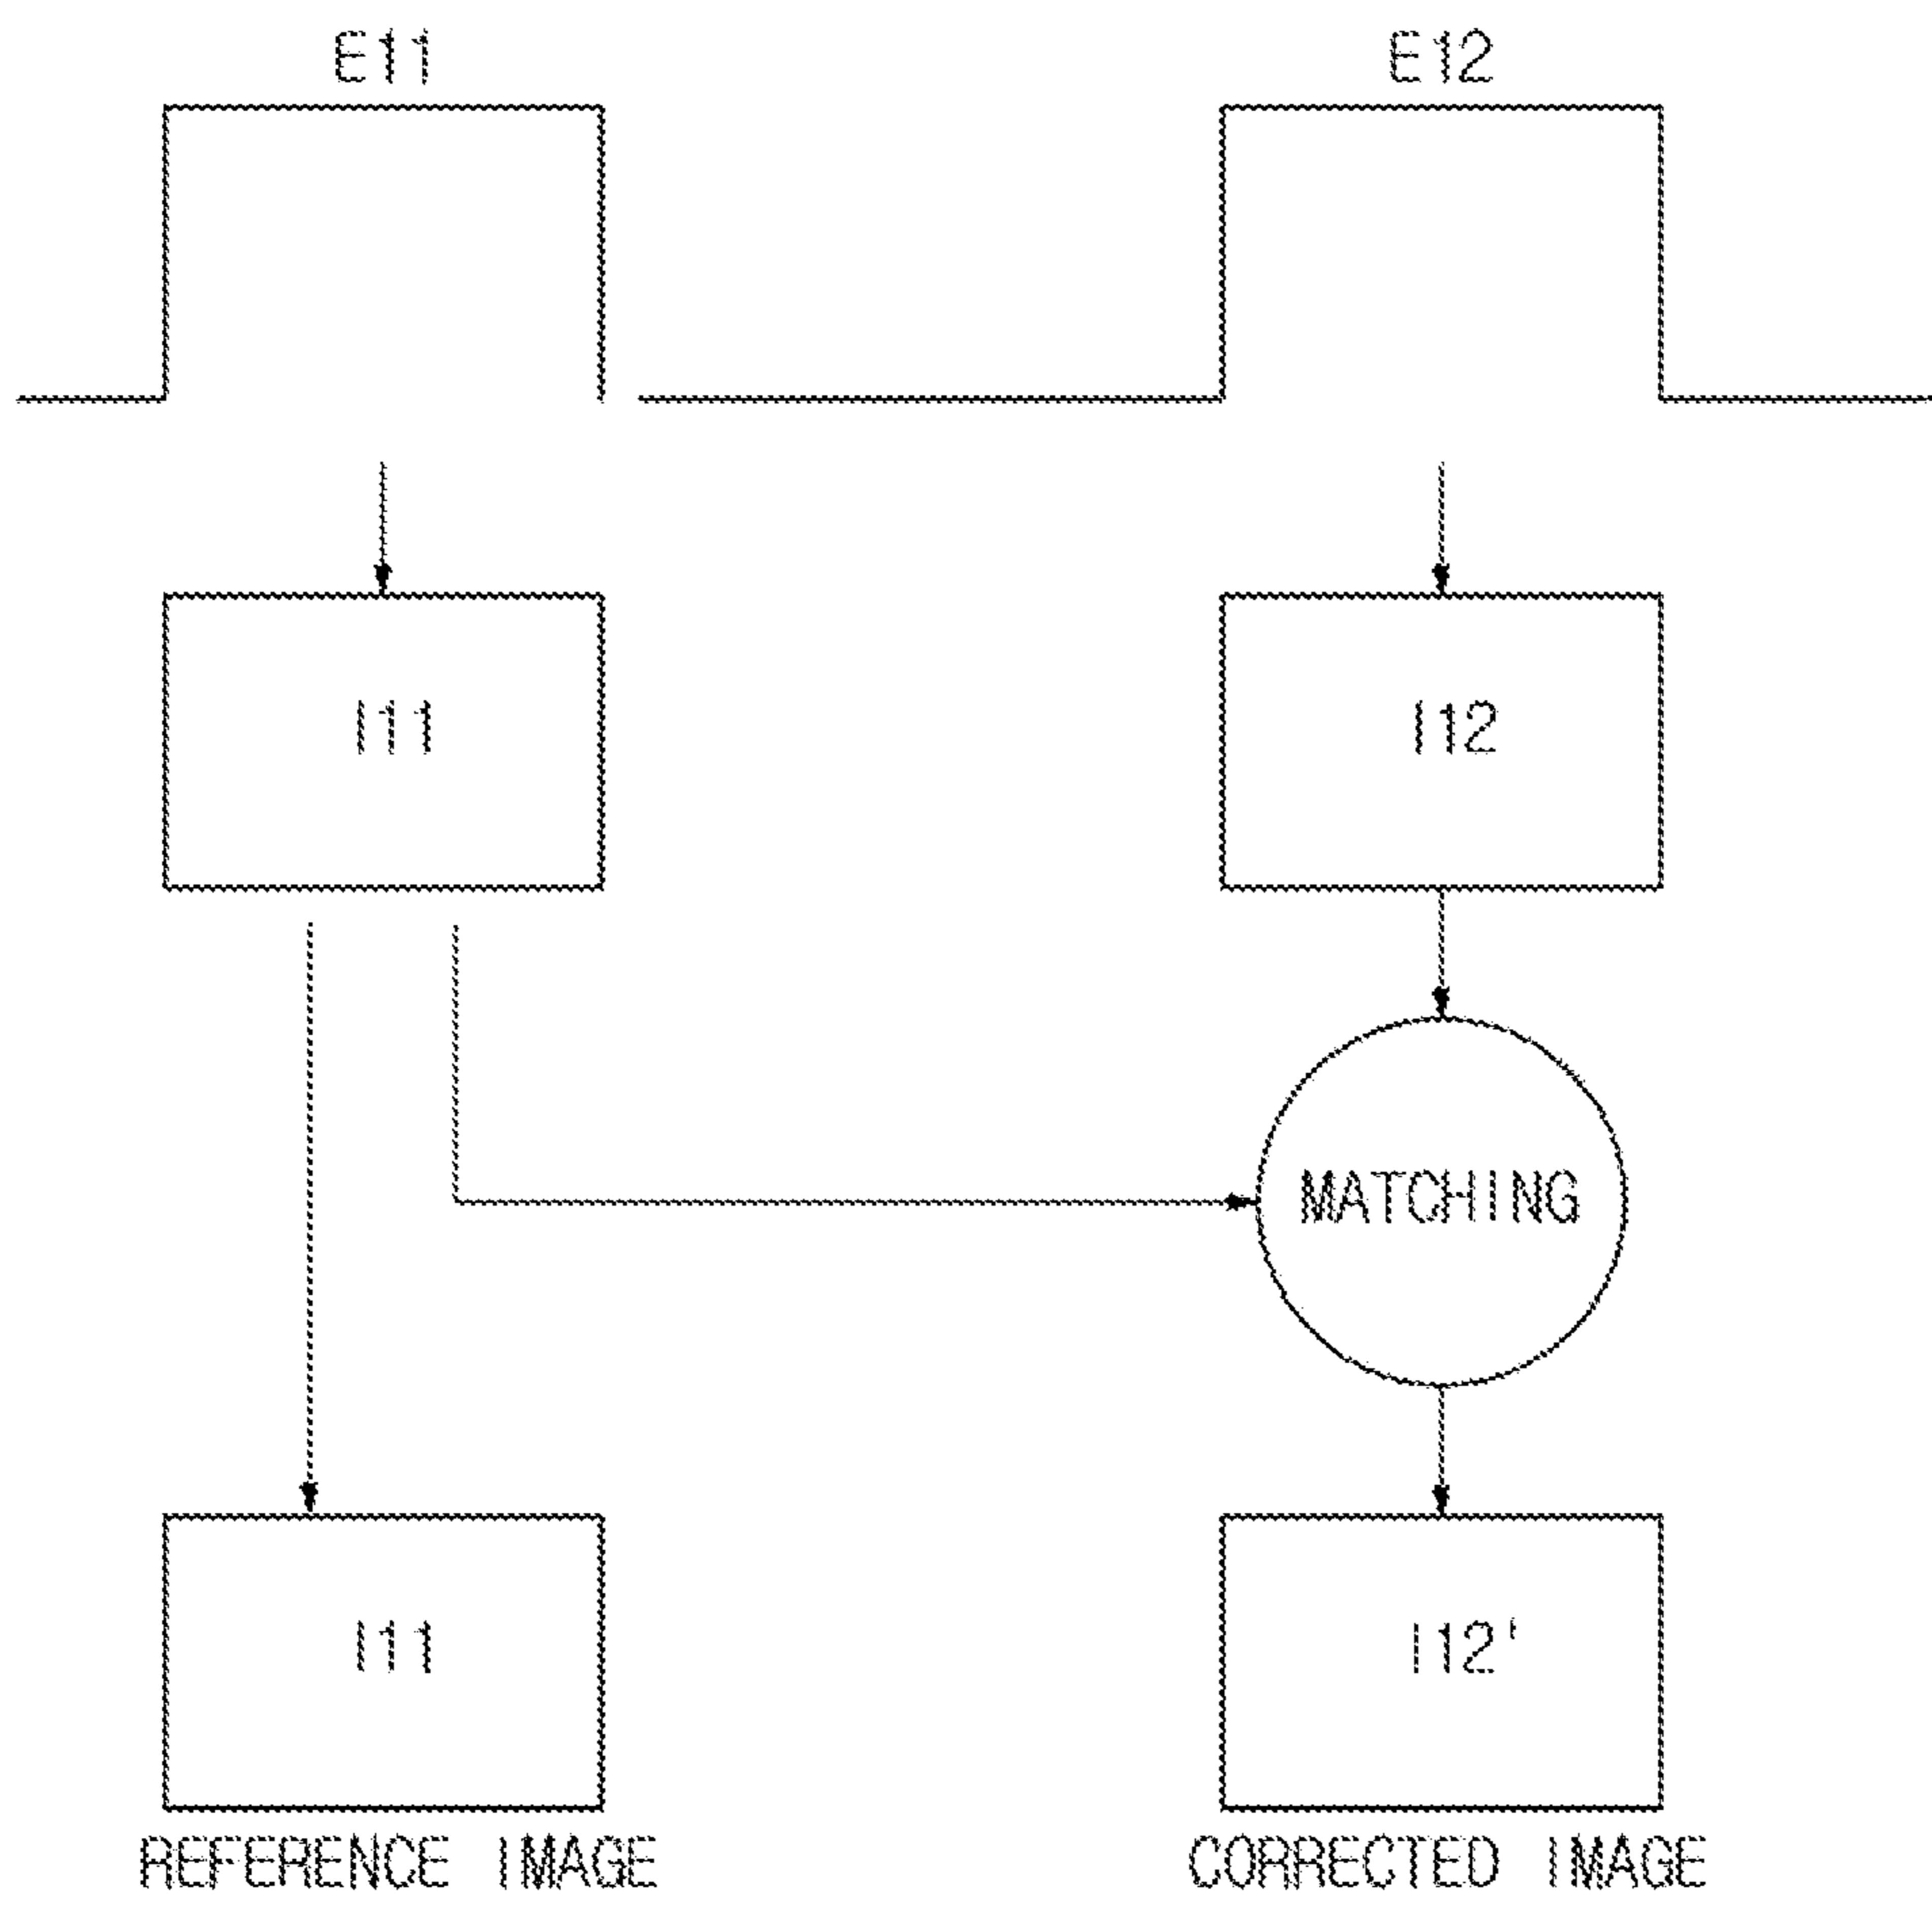 E11
E12
I11
I12
MATCHING
I11
I12'
REFERENCE IMAGE
CORRECTED IMAGE